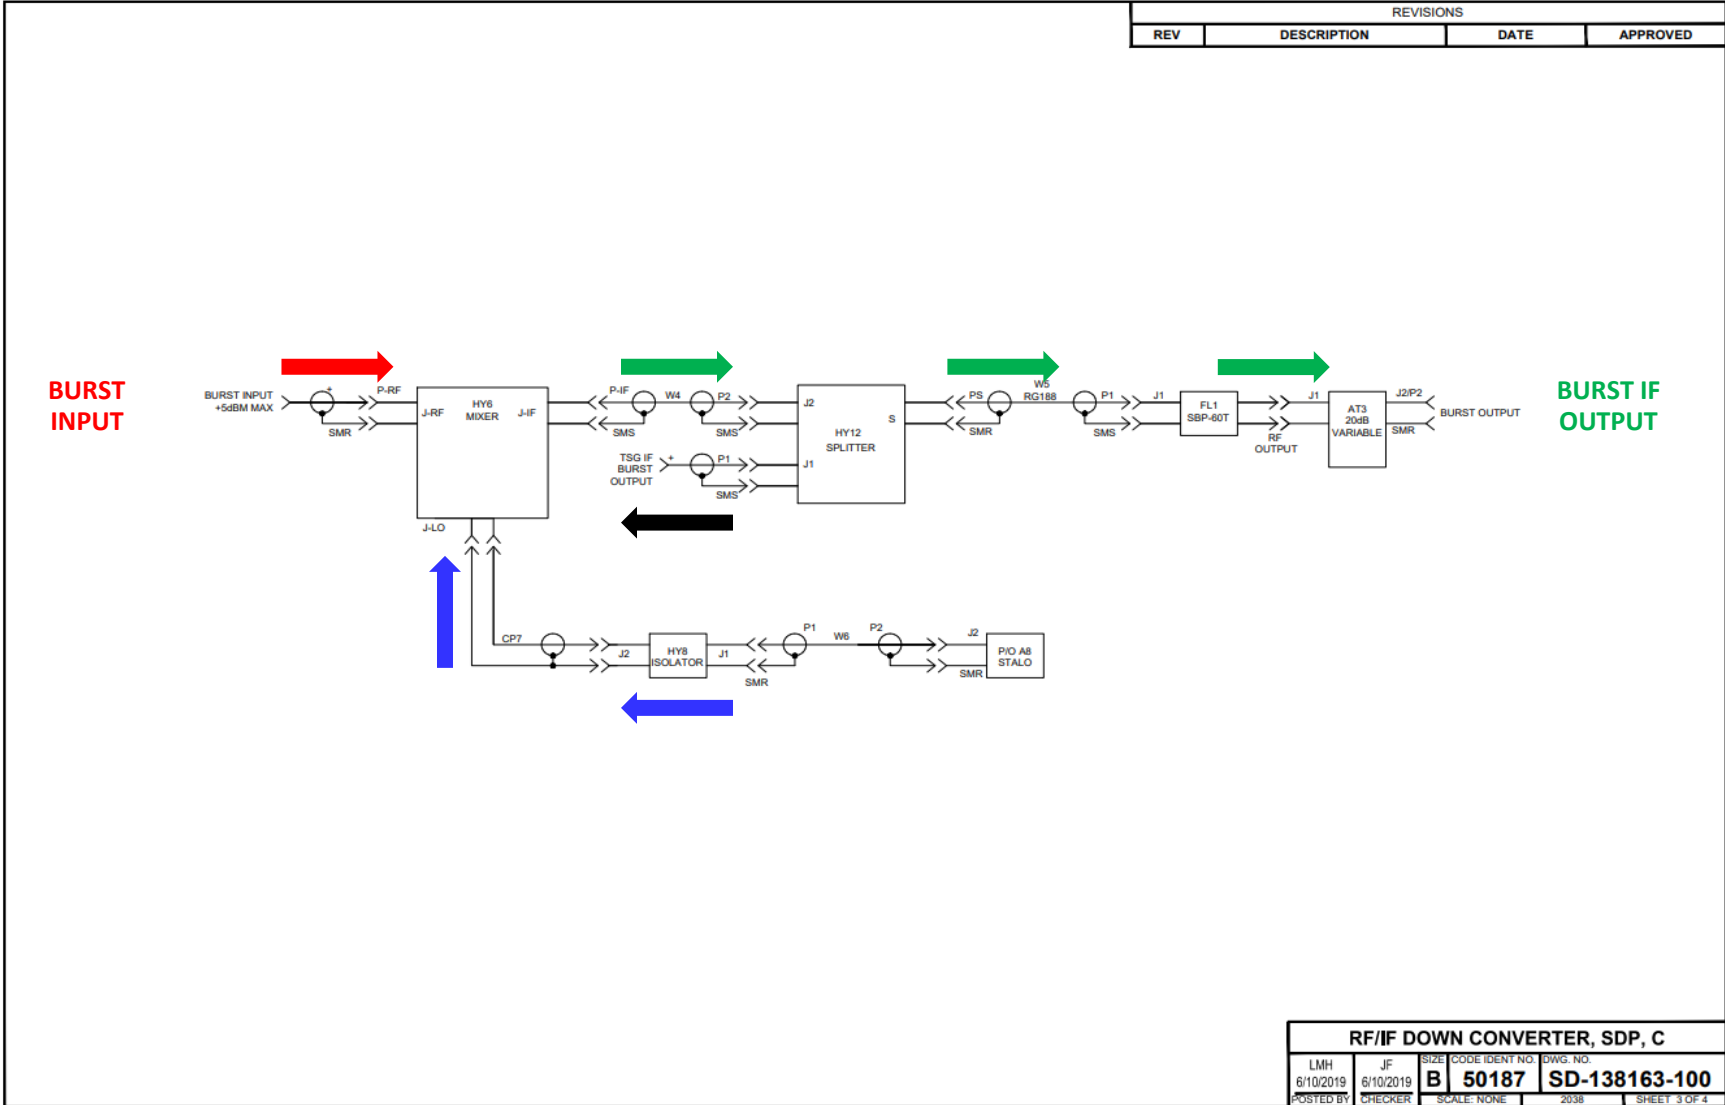 REVISIONS
REV DESCRIPTION DATE APPROVED
BURST
INPUT
BURST INPUT
+5dBM MAX
+
P-RF
SMR
J-RF
HY6
MIXER
J-IF
J-LO
P-IF
SMS
W4
P2
SMS
TSG IF
BURST
OUTPUT
+
P1
SMS
J2
J1
HY12
SPLITTER
S
PS
SMR
W5
RG188
P1
SMS
J1
FL1
SBP-60T
RF
OUTPUT
J1
AT3
20dB
VARIABLE
J2/P2
SMR
BURST OUTPUT
BURST IF
OUTPUT
CP7
J2
HY8
ISOLATOR
J1
SMR
P1
W6
P2
J2
SMR
P/O A8
STALO
RF/IF DOWN CONVERTER, SDP, C
LMH
6/10/2019
POSTED BY
JF
6/10/2019
CHECKER
SIZE
B
CODE IDENT NO.
50187
DWG. NO.
SD-138163-100
SCALE: NONE 2038 SHEET 3 OF 4